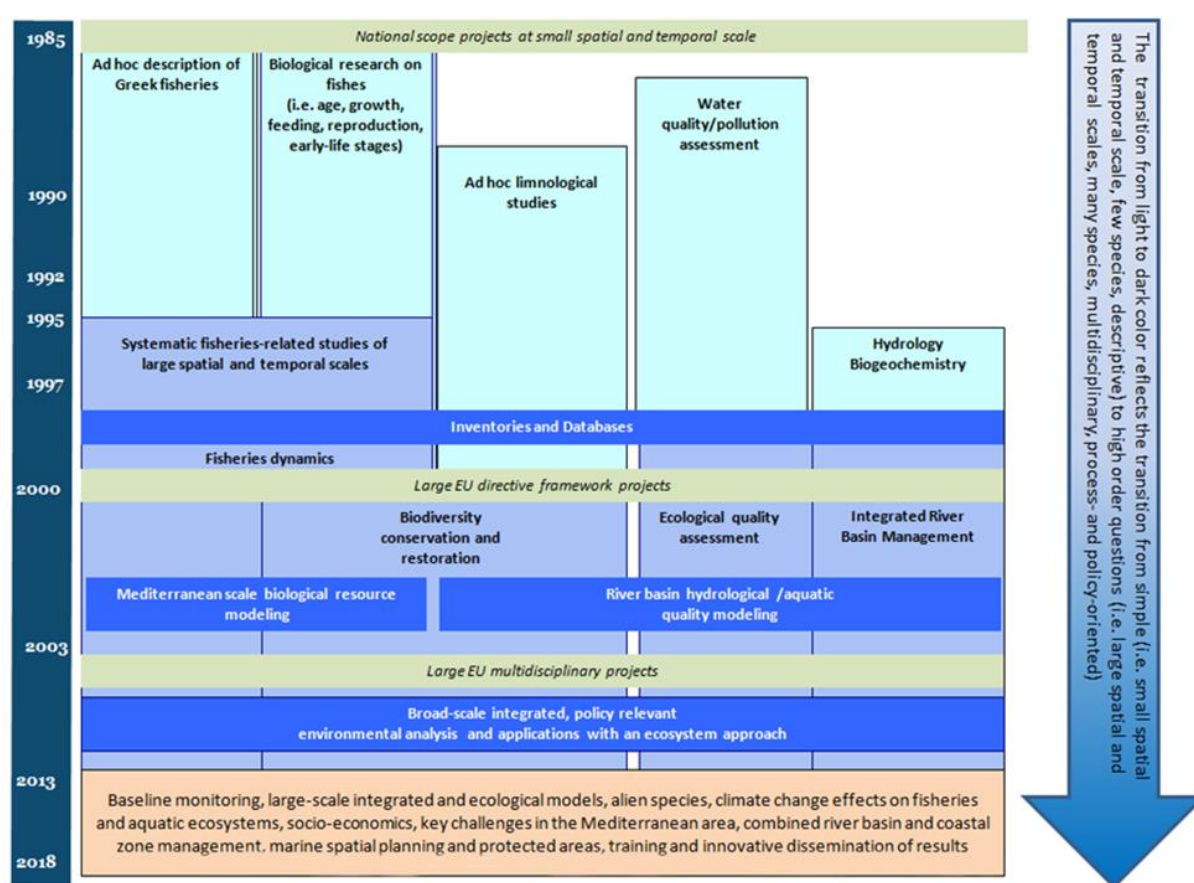 1985
National scope projects at small spatial and temporal scale
Ad hoc description of
Greek fisheries
Biological research on
fishes
(i.e. age, growth,
feeding, reproduction,
early-life stages)
Water
quality/pollution
assessment
Ad hoc limnological
studies
1990
1992
1995
Systematic fisheries-related studies of
large spatial and temporal scales
Hydrology
Biogeochemistry
1997
Inventories and Databases
Fisheries dynamics
2000
Large EU directive framework projects
Biodiversity
conservation and
restoration
Ecological quality
assessment
Integrated River
Basin Management
Mediterranean scale biological resource
modeling
River basin hydrological /aquatic
quality modeling
2003
Large EU multidisciplinary projects
Broad-scale integrated, policy relevant
environmental analysis and applications with an ecosystem approach
2013
Baseline monitoring, large-scale integrated and ecological models, alien species, climate change effects on fisheries
and aquatic ecosystems, socio-economics, key challenges in the Mediterranean area, combined river basin and coastal
zone management. marine spatial planning and protected areas, training and innovative dissemination of results
2018
The transition from light to dark color reflects the transition from simple (i.e. small spatial
and temporal scale, few species, descriptive) to high order questions (i.e. large spatial and
temporal scales, many species, multidisciplinary, process- and policy-oriented)